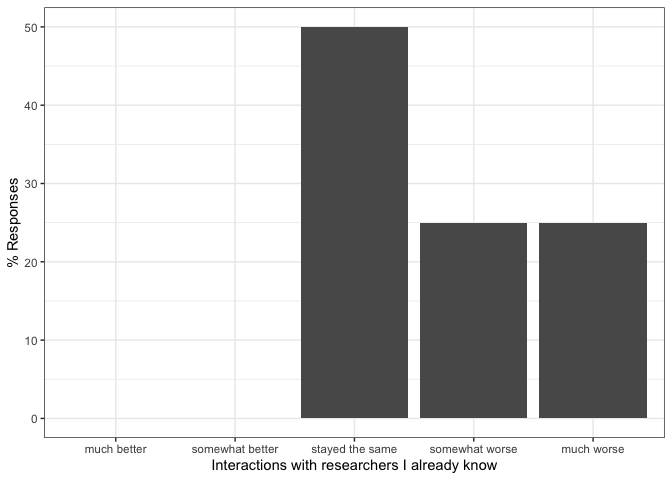 50
40
30
20
10
0
% Responses
much better somewhat better stayed the same somewhat worse much worse
Interactions with researchers I already know